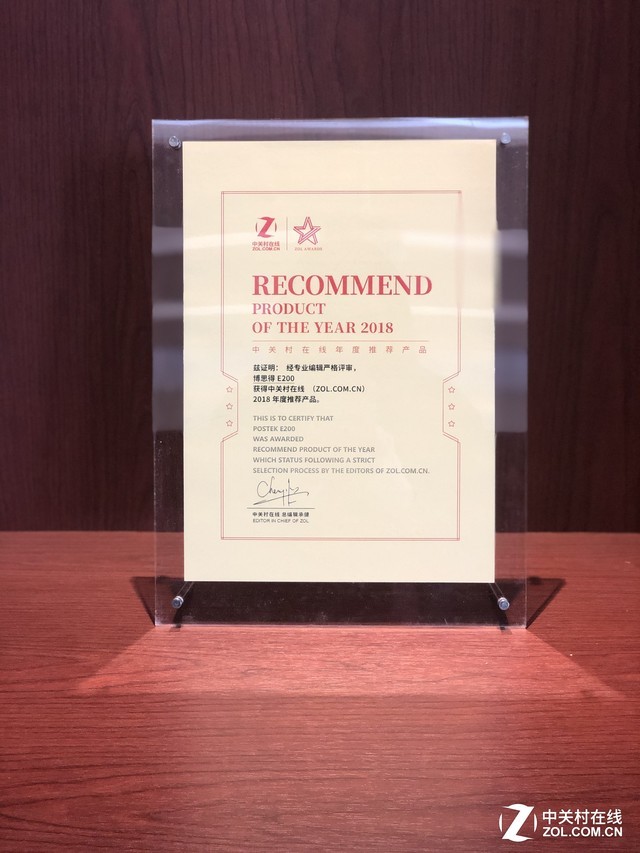 中关村在线
ZOL.COM.CN
ZOL AWARDS
RECOMMEND
PRODUCT
OF THE YEAR 2018
中关村在线年度推荐产品
兹证明： 经专业编辑严格评审，
博思得 E200
获得中关村在线 （ZOL.COM.CN）
2018 年度推荐产品。
THIS IS TO CERTIFY THAT
POSTEK E200
WAS AWARDED
RECOMMEND PRODUCT OF THE YEAR
WHICH STATUS FOLLOWING A STRICT
SELECTION PROCESS BY THE EDITORS OF ZOL.COM.CN.
中关村在线 总编辑承健
EDITOR IN CHIEF OF ZOL
中关村在线
ZOL.COM.CN